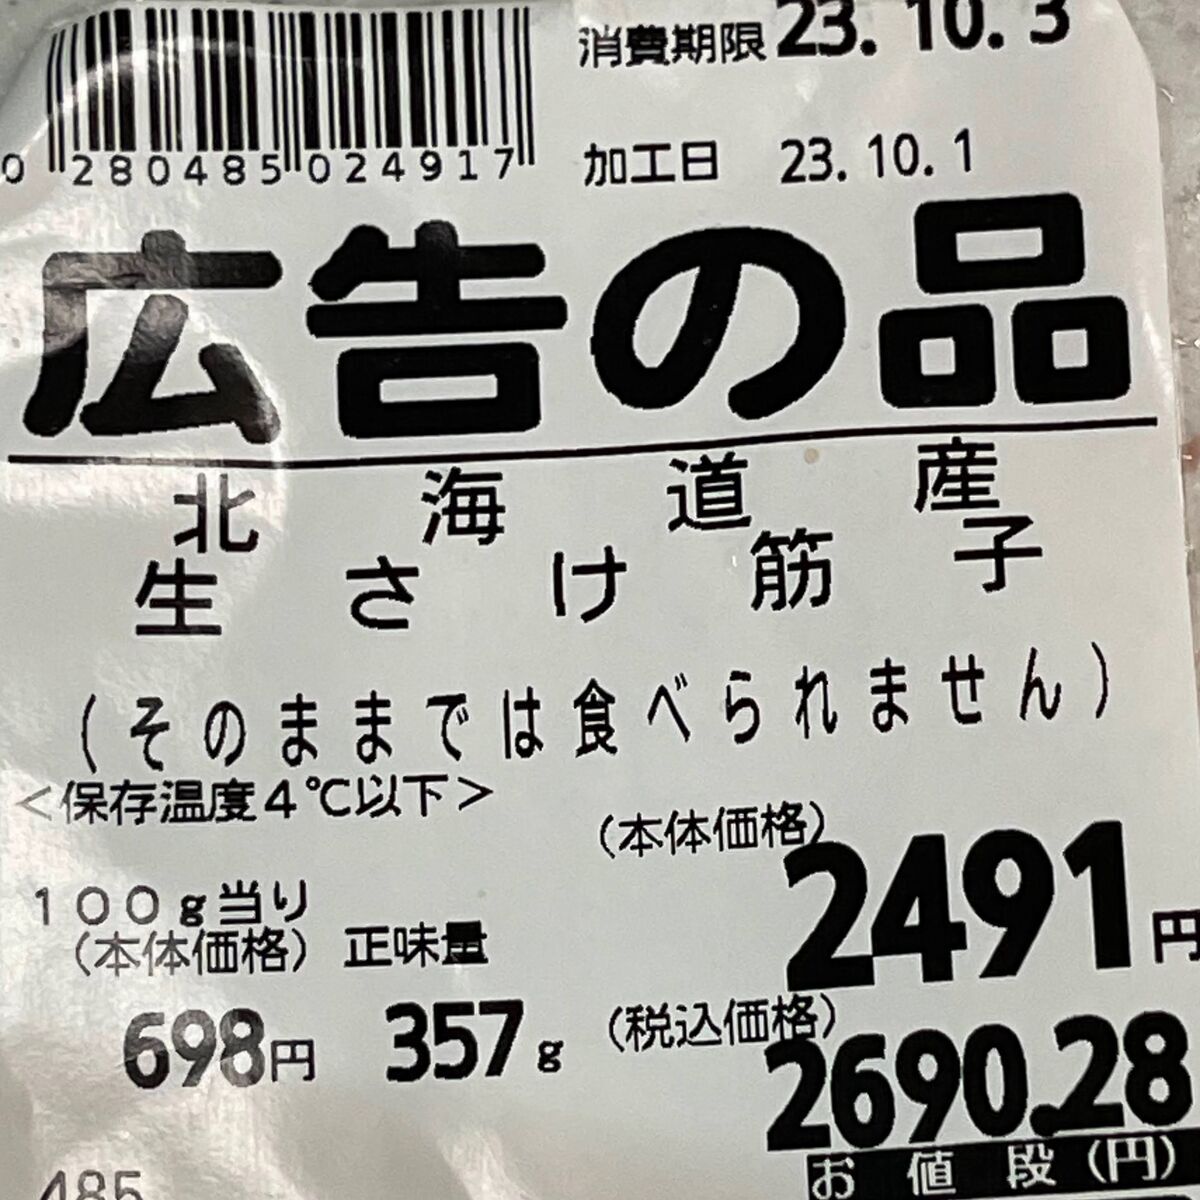 消費期限 23.10.3
0 280485 024917
加工日 23.10.1
広告の品
北海道産
生さけ筋子
(そのままでは食べられません)
<保存温度4℃以下>
(本体価格)
2491円
100g当り
(本体価格) 正味量
698円 357g
(税込価格)
2690.28
お値段(円)
485